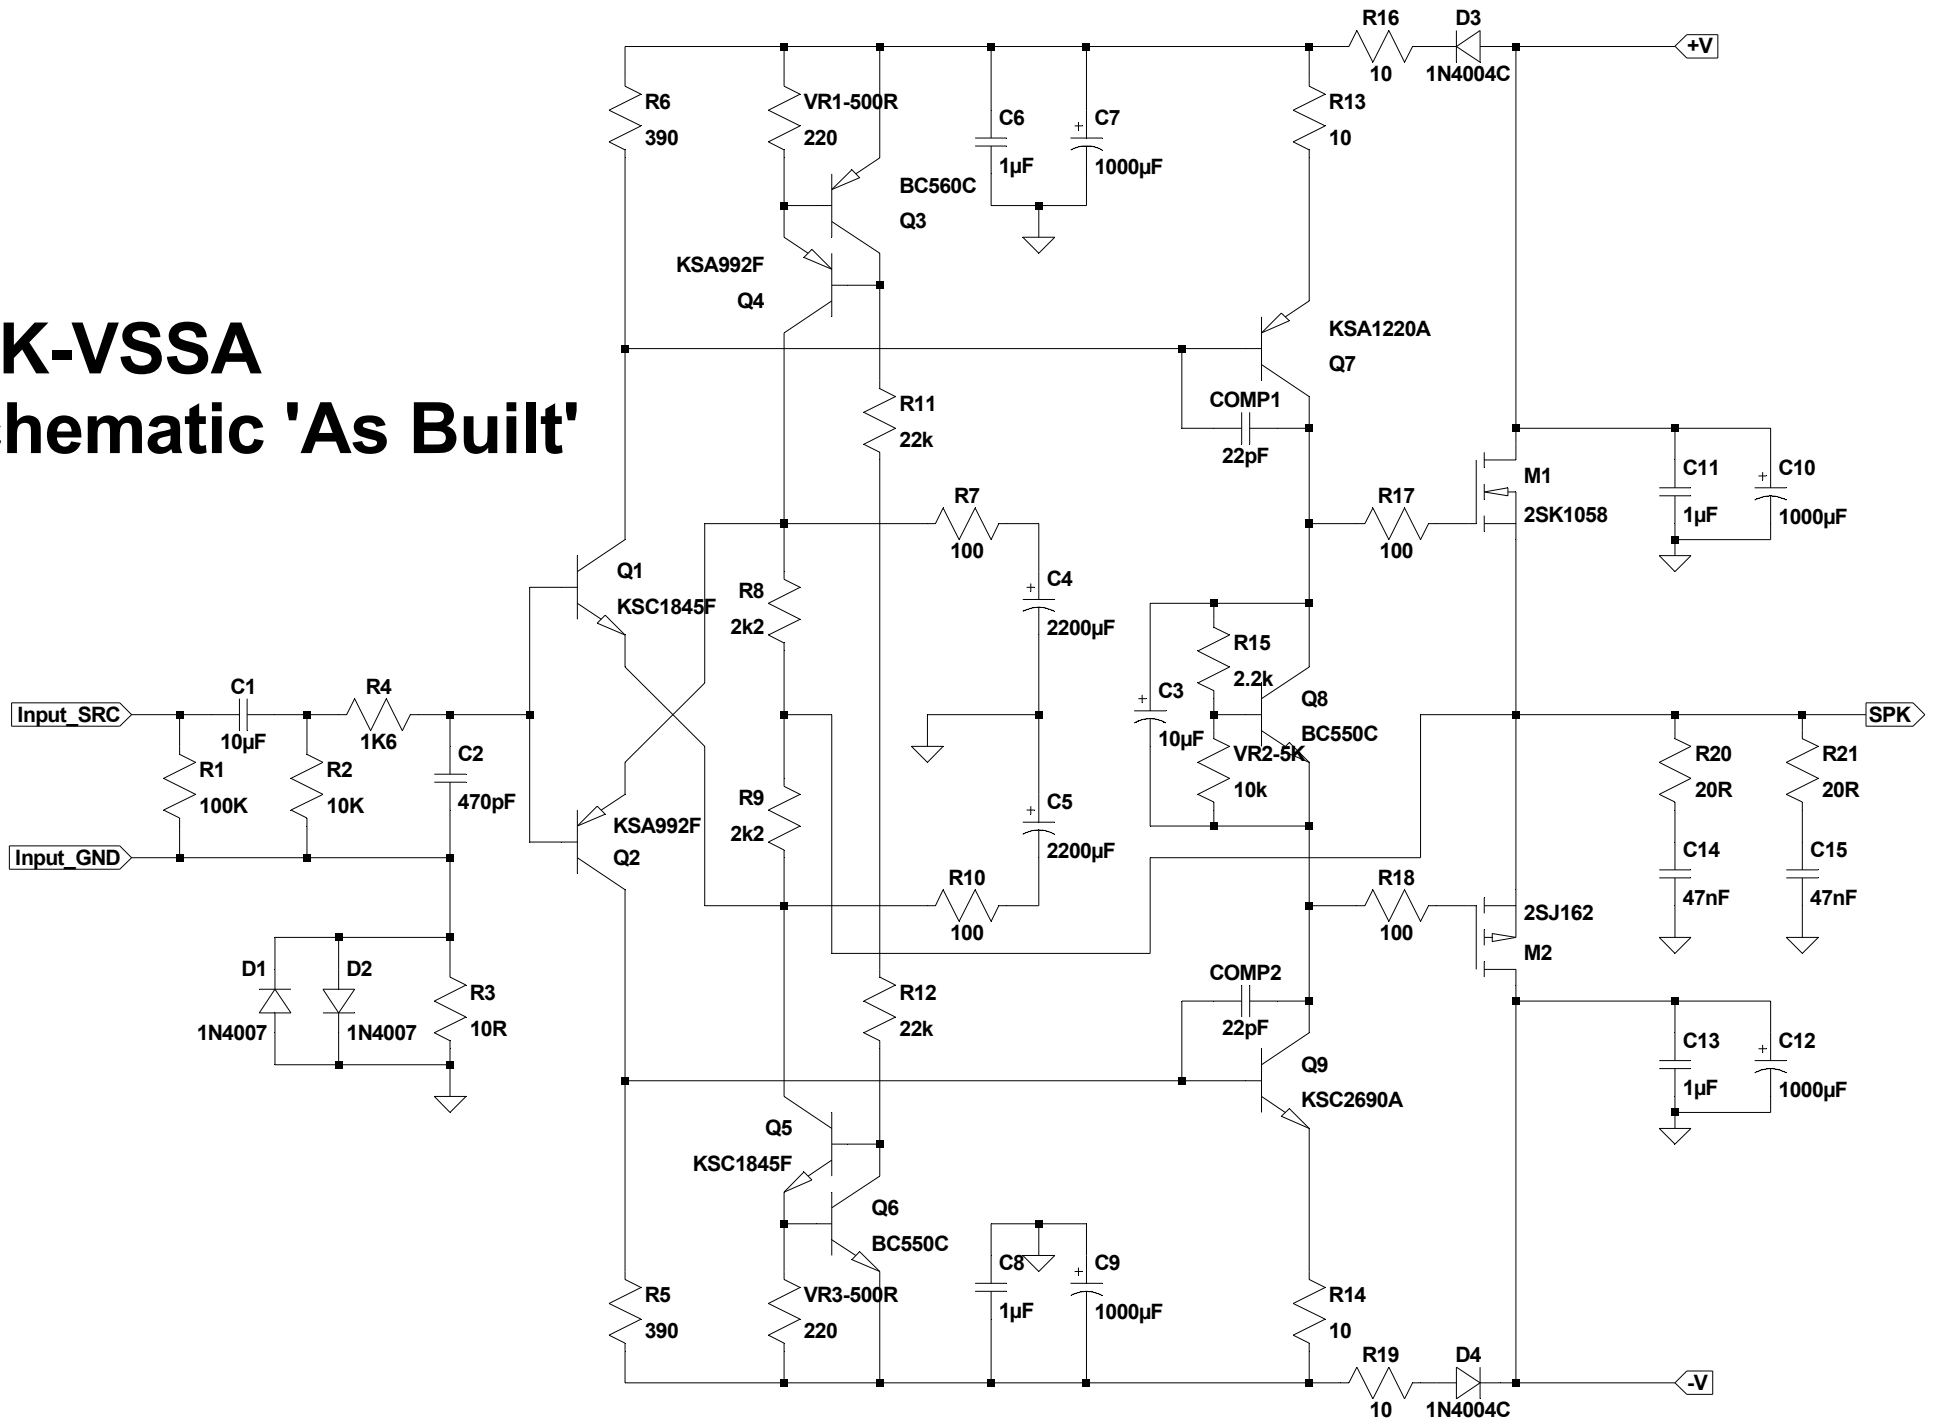 R16
D3
+V
10
1N4004C
R6
390
VR1-500R
220
C6
1µF
+
C7
1000µF
R13
10
BC560C
Q3
KSA992F
Q4
K-VSSA
hematic 'As Built'
KSA1220A
Q7
R11
22k
COMP1
22pF
R7
100
R17
100
M1
2SK1058
C11
1µF
+
C10
1000µF
Q1
KSC1845F
R8
2k2
+
C4
2200µF
R15
2.2k
+
C3
10µF
Q8
BC550C
VR2-5K
10k
Input_SRC
C1
10µF
R4
1K6
R1
100K
R2
10K
C2
470pF
SPK
R20
20R
R21
20R
Input_GND
KSA992F
Q2
R9
2k2
+
C5
2200µF
C14
47nF
C15
47nF
R10
100
R18
100
2SJ162
M2
D1
1N4007
D2
1N4007
R3
10R
R12
22k
COMP2
22pF
Q9
KSC2690A
C13
1µF
+
C12
1000µF
Q5
KSC1845F
Q6
BC550C
R5
390
VR3-500R
220
C8
1µF
+
C9
1000µF
R14
10
R19
10
D4
1N4004C
-V